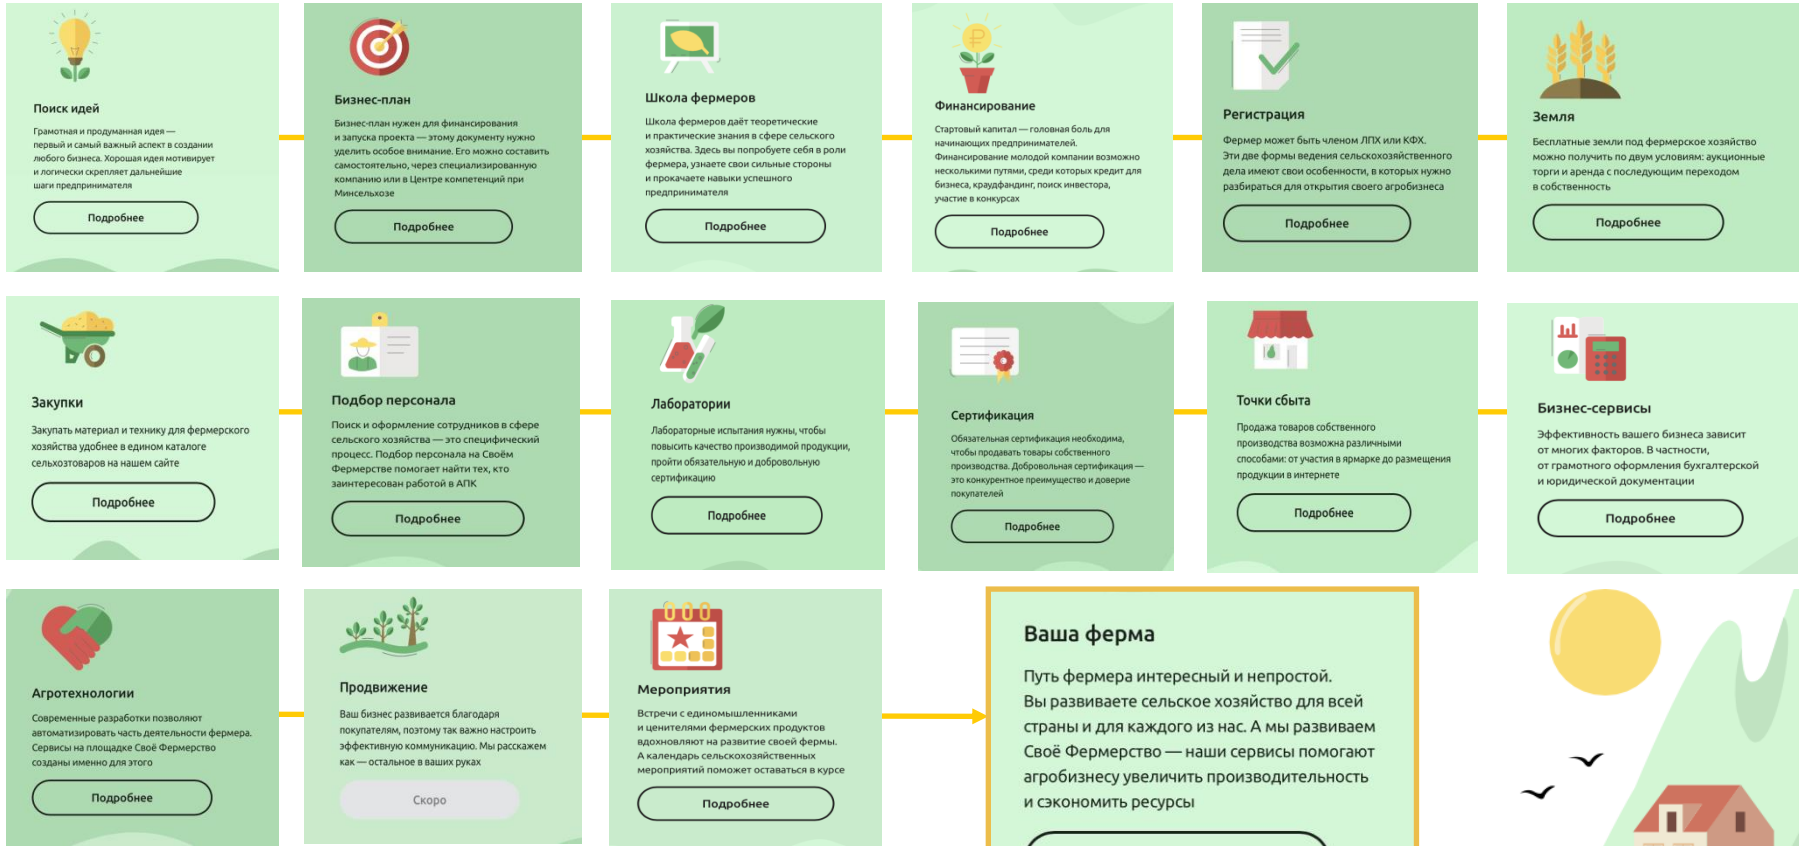 Поиск идей
Грамотная и продуманная идея —
первый и самый важный аспект в создании
любого бизнеса. Хорошая идея мотивирует
и логически скрепляет дальнейшие
шаги предпринимателя
Подробнее
Бизнес-план
Бизнес-план нужен для финансирования
и запуска проекта — этому документу нужно
уделить особое внимание. Его можно составить
самостоятельно, через специализированную
компанию или в Центре компетенций при
Минсельхозе
Подробнее
Школа фермеров
Школа фермеров даёт теоретические
и практические знания в сфере сельского
хозяйства. Здесь вы попробуете себя в роли
фермера, узнаете свои сильные стороны
и прокачаете навыки успешного
предпринимателя
Подробнее
Финансирование
Стартовый капитал — головная боль для
начинающих предпринимателей.
Финансирование молодой компании возможно
несколькими путями, среди которых кредит для
бизнеса, краудфандинг, поиск инвестора,
участие в конкурсах
Подробнее
Регистрация
Фермер может быть членом ЛПХ или КФХ.
Эти две формы ведения сельскохозяйственного
дела имеют свои особенности, в которых нужно
разбираться для открытия своего агробизнеса
Подробнее
Земля
Бесплатные земли под фермерское хозяйство
можно получить по двум условиям: аукционные
торги и аренда с последующим переходом
в собственность
Подробнее
Закупки
Закупать материал и технику для фермерского
хозяйства удобнее в едином каталоге
сельхозтоваров на нашем сайте
Подробнее
Подбор персонала
Поиск и оформление сотрудников в сфере
сельского хозяйства — это специфический
процесс. Подбор персонала на Своём
Фермерстве помогает найти тех, кто
заинтересован работой в АПК
Подробнее
Лаборатории
Лабораторные испытания нужны, чтобы
повысить качество производимой продукции,
пройти обязательную и добровольную
сертификацию
Подробнее
Сертификация
Обязательная сертификация необходима,
чтобы продавать товары собственного
производства. Добровольная сертификация —
это конкурентное преимущество и доверие
покупателей
Подробнее
Точки сбыта
Продажа товаров собственного
производства возможна различными
способами: от участия в ярмарке до размещения
продукции в интернете
Подробнее
Бизнес-сервисы
Эффективность вашего бизнеса зависит
от многих факторов. В частности,
от грамотного оформления бухгалтерской
и юридической документации
Подробнее
Агротехнологии
Современные разработки позволяют
автоматизировать часть деятельности фермера.
Сервисы на площадке Своё Фермерство
созданы именно для этого
Подробнее
Продвижение
Ваш бизнес развивается благодаря
покупателям, поэтому так важно настроить
эффективную коммуникацию. Мы расскажем
как — остальное в ваших руках
Скоро
Мероприятия
Встречи с единомышленниками
и ценителями фермерских продуктов
вдохновляют на развитие своей фермы.
А календарь сельскохозяйственных
мероприятий поможет оставаться в курсе
Подробнее
Ваша ферма
Путь фермера интересный и непростой.
Вы развиваете сельское хозяйство для всей
страны и для каждого из нас. А мы развиваем
Своё Фермерство — наши сервисы помогают
агробизнесу увеличить производительность
и сэкономить ресурсы